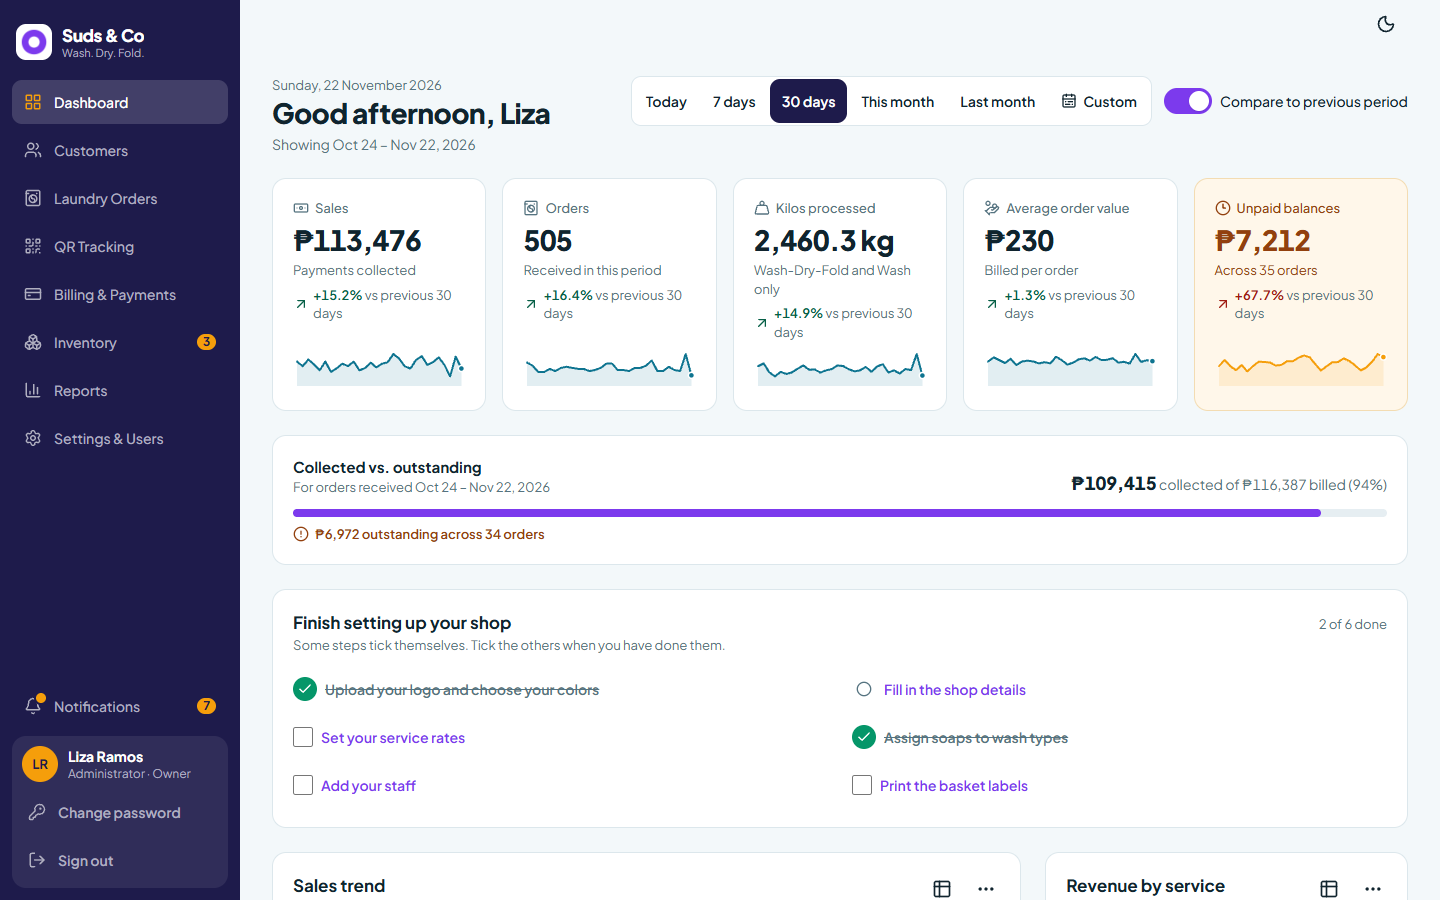 Suds & Co
Wash. Dry. Fold.
Dashboard
Customers
Laundry Orders
QR Tracking
Billing & Payments
Inventory
3
Reports
Settings & Users
Notifications
7
LR
Liza Ramos
Administrator · Owner
Change password
Sign out
Sunday, 22 November 2026
Good afternoon, Liza
Showing Oct 24 – Nov 22, 2026
Today
7 days
30 days
This month
Last month
Custom
Compare to previous period
Sales
₱113,476
Payments collected
+15.2% vs previous 30
days
Orders
505
Received in this period
+16.4% vs previous 30
days
Kilos processed
2,460.3 kg
Wash-Dry-Fold and Wash
only
+14.9% vs previous 30
days
Average order value
₱230
Billed per order
+1.3% vs previous 30
days
Unpaid balances
₱7,212
Across 35 orders
+67.7% vs previous 30
days
Collected vs. outstanding
For orders received Oct 24 – Nov 22, 2026
₱109,415 collected of ₱116,387 billed (94%)
₱6,972 outstanding across 34 orders
Finish setting up your shop
Some steps tick themselves. Tick the others when you have done them.
2 of 6 done
Upload your logo and choose your colors
Fill in the shop details
Set your service rates
Assign soaps to wash types
Add your staff
Print the basket labels
Sales trend
Revenue by service